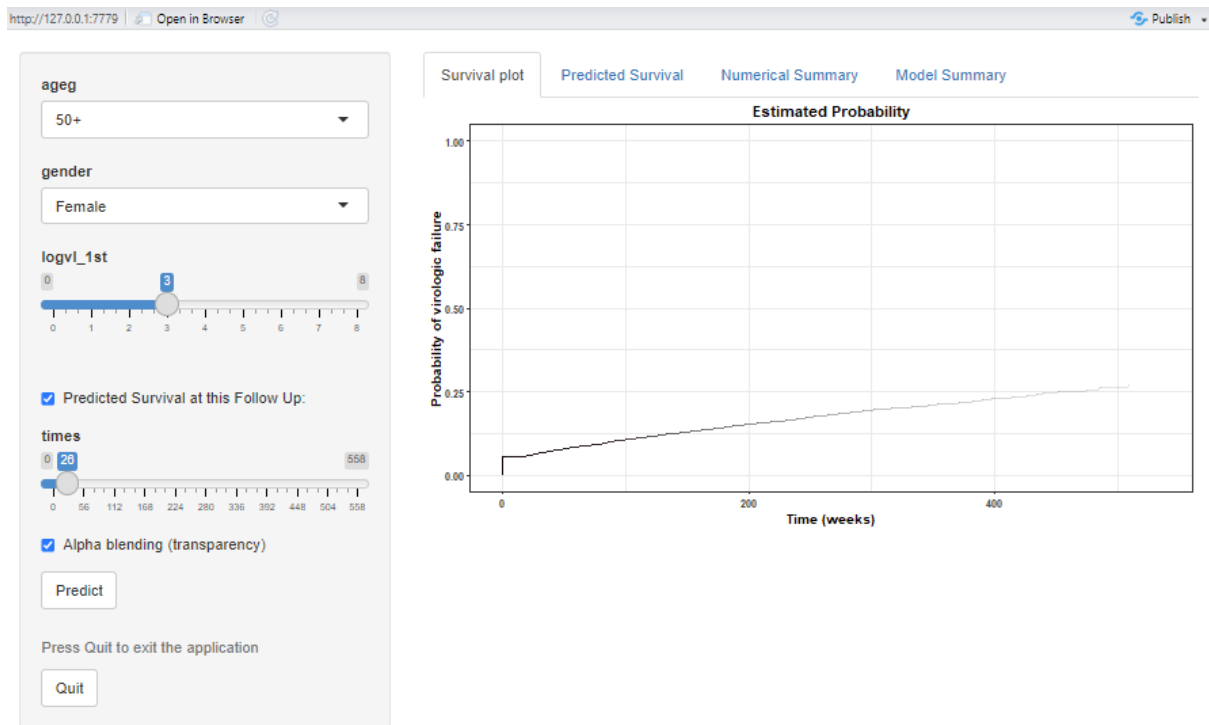 http://127.0.0.1:7779 Open in Browser Publish
ageg
50+
gender
Female
logvl_1st
0 3 8
0 1 2 3 4 5 6 7 8
Predicted Survival at this Follow Up:
times
0 26 558
0 56 112 168 224 280 336 392 448 504 558
Alpha blending (transparency)
Predict
Press Quit to exit the application
Quit
Survival plot Predicted Survival Numerical Summary Model Summary
Estimated Probability
Probability of virologic failure
1.00
0.75
0.50
0.25
0.00
0 200 400
Time (weeks)